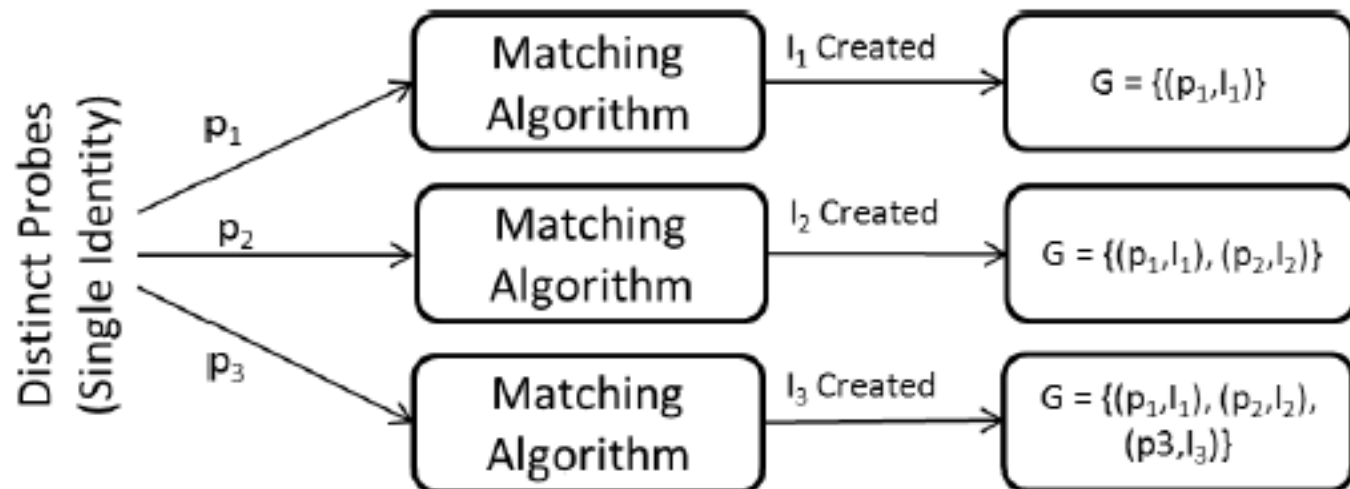 Distinct Probes
(Single Identity)
p₁
Matching
Algorithm
I₁ Created
G = {(p₁,I₁)}
p₂
Matching
Algorithm
I₂ Created
G = {(p₁,I₁), (p₂,I₂)}
p₃
Matching
Algorithm
I₃ Created
G = {(p₁,I₁), (p₂,I₂),
(p3,I₃)}